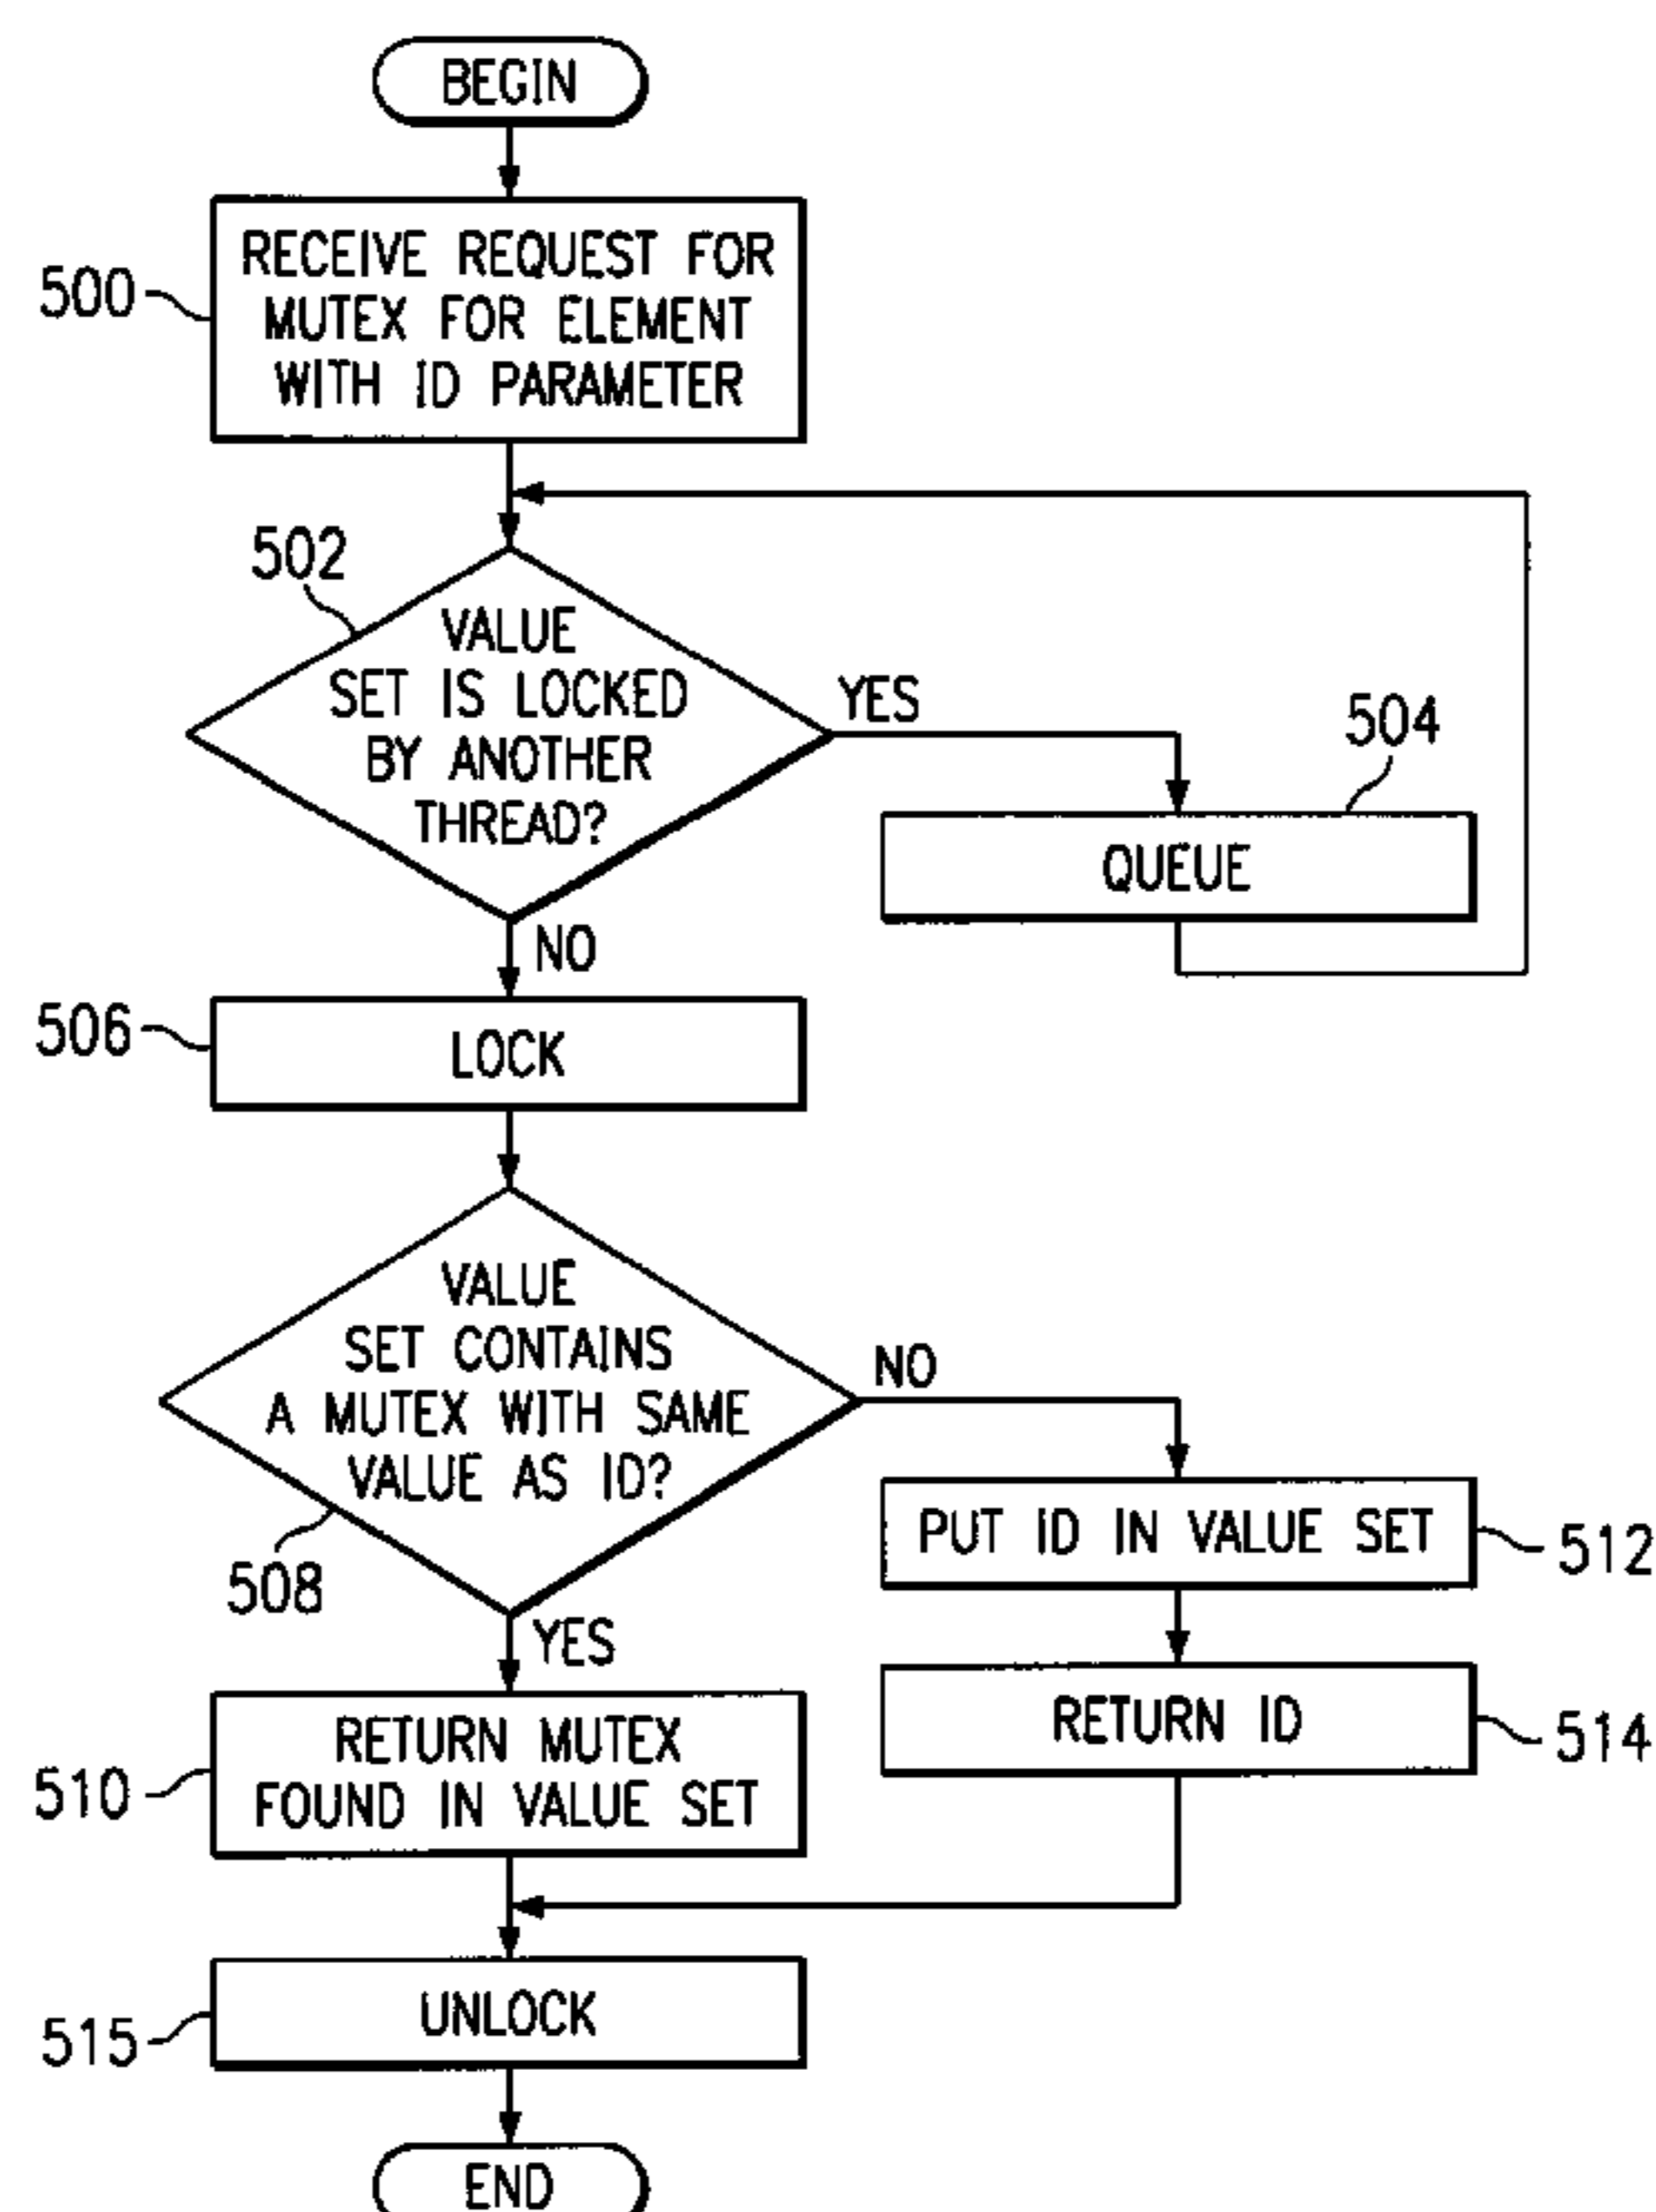 BEGIN
500
RECEIVE REQUEST FOR
MUTEX FOR ELEMENT
WITH ID PARAMETER
502
VALUE
SET IS LOCKED
BY ANOTHER
THREAD?
YES
504
QUEUE
NO
506
LOCK
VALUE
SET CONTAINS
A MUTEX WITH SAME
VALUE AS ID?
508
NO
PUT ID IN VALUE SET
512
YES
RETURN ID
514
510
RETURN MUTEX
FOUND IN VALUE SET
515
UNLOCK
END